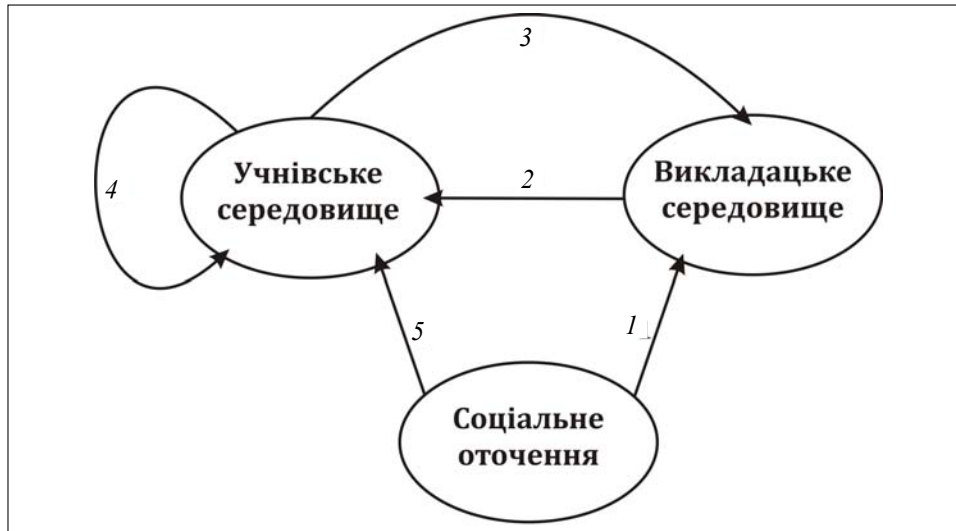 3
4
Учнівське
середовище
2
Викладацьке
середовище
5
1
Соціальне
оточення